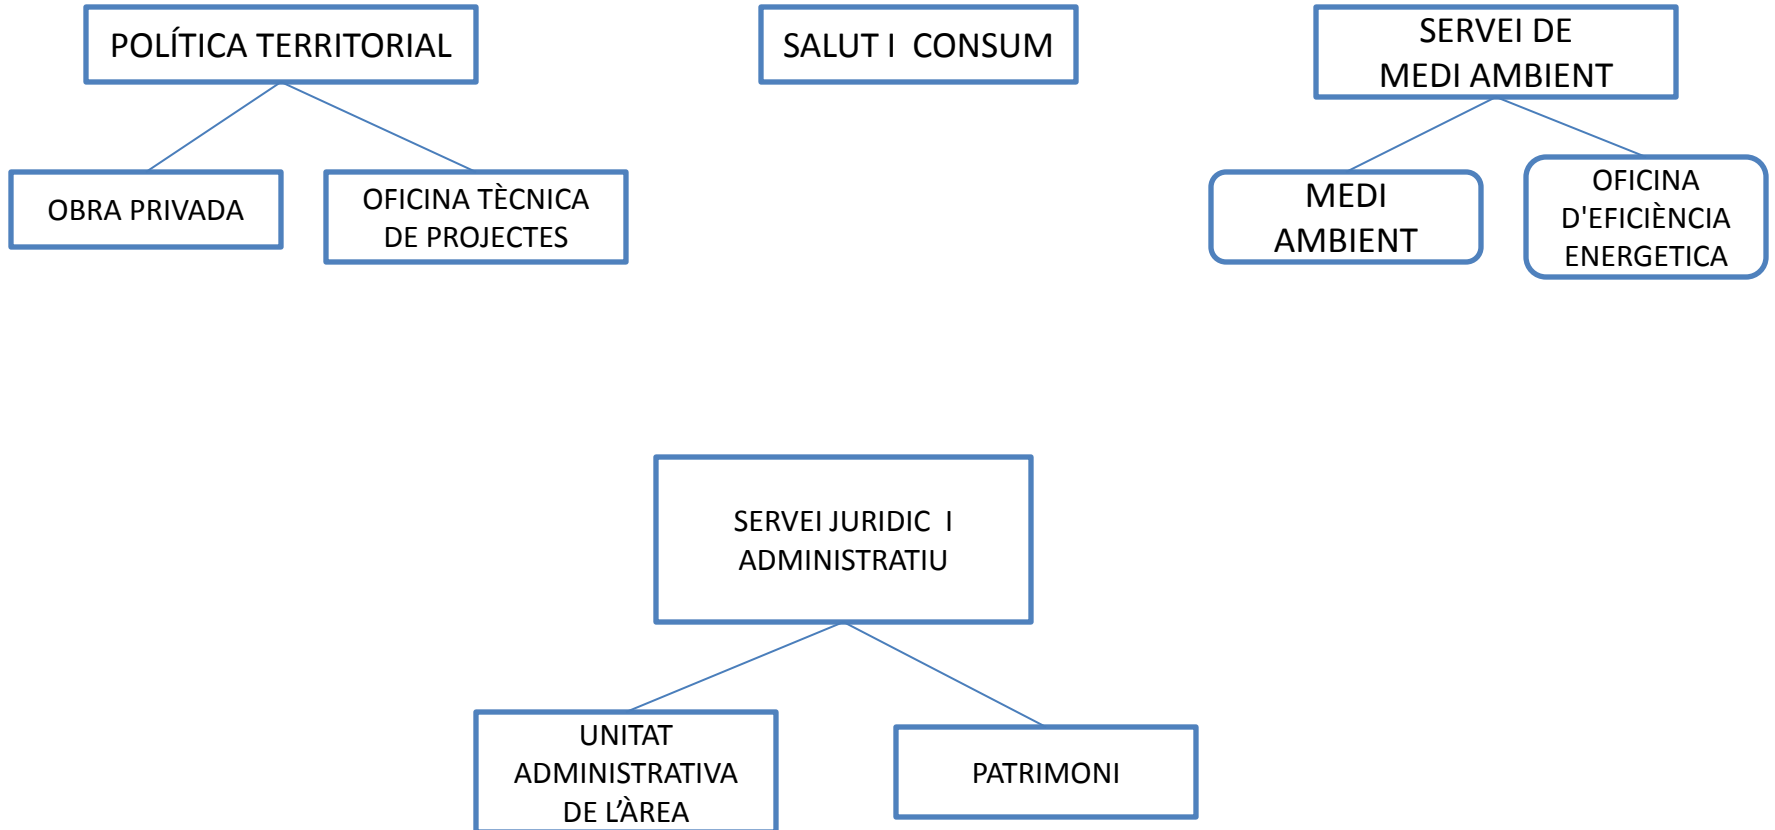 POLÍTICA TERRITORIAL
SALUT I  CONSUM
SERVEI DE
MEDI AMBIENT
OBRA PRIVADA
OFICINA TÈCNICA
DE PROJECTES
MEDI
AMBIENT
OFICINA
D'EFICIÈNCIA
ENERGETICA
SERVEI JURIDIC  I
ADMINISTRATIU
UNITAT
ADMINISTRATIVA
DE L’ÀREA
PATRIMONI